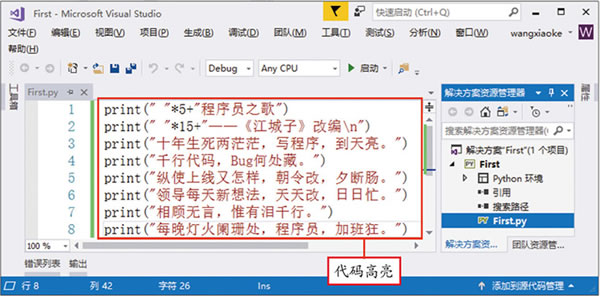 First - Microsoft Visual Studio
快速启动 (Ctrl+Q)
文件(F) 编辑(E) 视图(V) 项目(P) 生成(B) 调试(D) 团队(M) 工具(T) 测试(S) 分析(N) 窗口(W) wangxiaoke
帮助(H)
Debug Any CPU 启动
工具箱
First.py
1 print(" "*5+"程序员之歌")
2 print(" "*15+"——《江城子》改编\n")
3 print("十年生死两茫茫，写程序，到天亮。")
4 print("千行代码，Bug何处藏。")
5 print("纵使上线又怎样，朝令改，夕断肠。")
6 print("领导每天新想法，天天改，日日忙。")
7 print("相顾无言，惟有泪千行。")
8 print("每晚灯火阑珊处，程序员，加班狂。")
100 %
代码高亮
解决方案资源管理器
搜索解决方案资源管理器(C
解决方案"First"(1 个项目)
First
Python 环境
引用
搜索路径
First.py
解决方案资... 团队资源管理器
属性
错误列表 输出
行 8 列 42 字符 26 Ins 添加到源代码管理